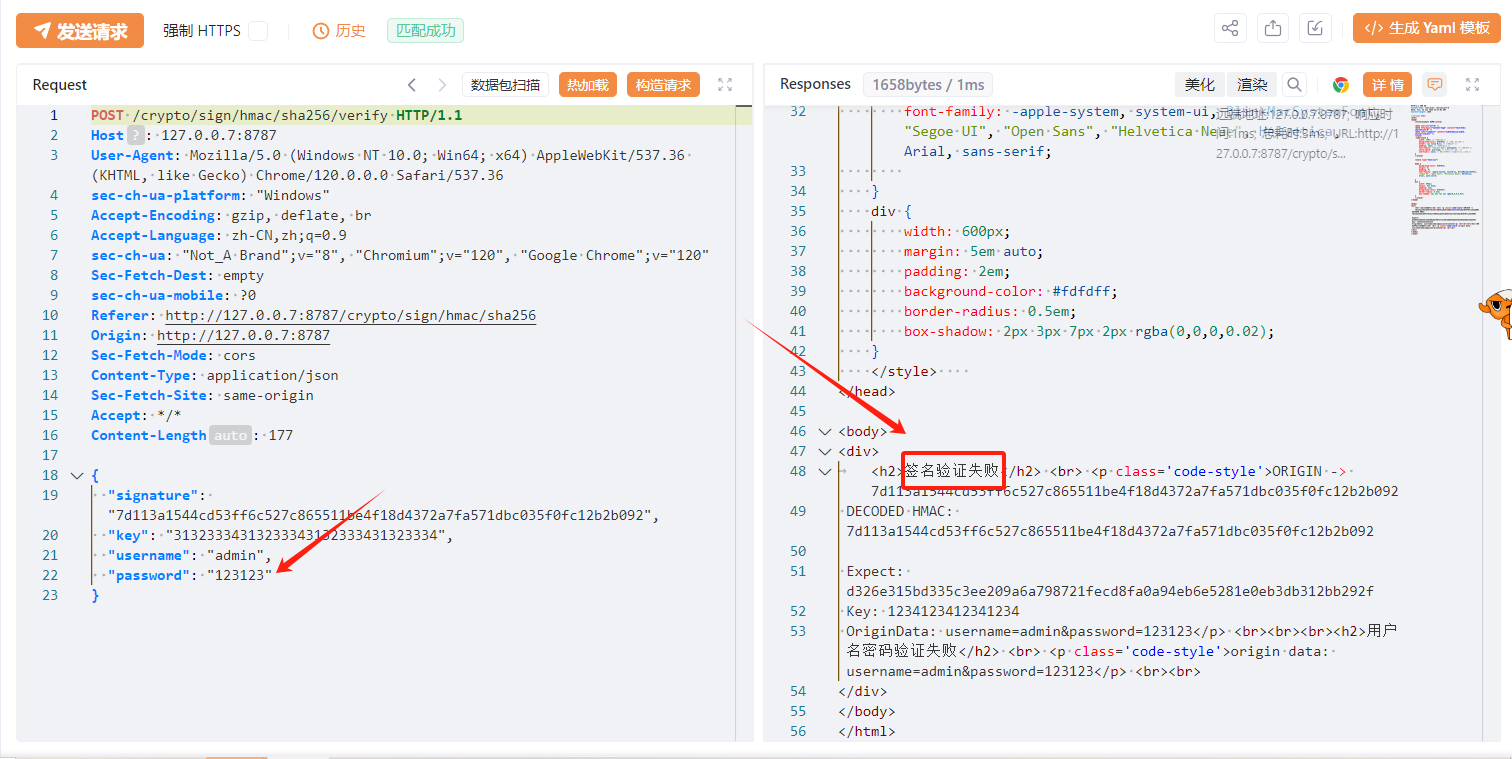 发送请求 强制 HTTPS 历史 匹配成功 </> 生成 Yaml 模板
Request 数据包扫描 热加载 构造请求
1 POST /crypto/sign/hmac/sha256/verify HTTP/1.1
2 Host ? : 127.0.0.7:8787
3 User-Agent: Mozilla/5.0 (Windows NT 10.0; Win64; x64) AppleWebKit/537.36
(KHTML, like Gecko) Chrome/120.0.0.0 Safari/537.36
4 sec-ch-ua-platform: "Windows"
5 Accept-Encoding: gzip, deflate, br
6 Accept-Language: zh-CN,zh;q=0.9
7 sec-ch-ua: "Not_A Brand";v="8", "Chromium";v="120", "Google Chrome";v="120"
8 Sec-Fetch-Dest: empty
9 sec-ch-ua-mobile: ?0
10 Referer: http://127.0.0.7:8787/crypto/sign/hmac/sha256
11 Origin: http://127.0.0.7:8787
12 Sec-Fetch-Mode: cors
13 Content-Type: application/json
14 Sec-Fetch-Site: same-origin
15 Accept: */*
16 Content-Length auto : 177
17
18 {
19 "signature":
"7d113a1544cd53ff6c527c865511be4f18d4372a7fa571dbc035f0fc12b2b092",
20 "key": "31323334313233343132333431323334",
21 "username": "admin",
22 "password": "123123"
23 }
Responses 1658bytes / 1ms 美化 渲染 详情
32 font-family: -apple-system, system-ui,
"Segoe UI", "Open Sans", "Helvetica
Arial, sans-serif;
远端地址:127.0.0.7:8787; 响应时
URL:http://1
27.0.0.7:8787/crypto/s...
33
34 }
35 div {
36 width: 600px;
37 margin: 5em auto;
38 padding: 2em;
39 background-color: #fdfdff;
40 border-radius: 0.5em;
41 box-shadow: 2px 3px 7px 2px rgba(0,0,0,0.02);
42 }
43 </style>
44 </head>
45
46 <body>
47 <div>
48 <h2>签名验证失败</h2> <br> <p class='code-style'>ORIGIN ->
7d113a1544cd53ff6c527c865511be4f18d4372a7fa571dbc035f0fc12b2b092
49 DECODED HMAC:
7d113a1544cd53ff6c527c865511be4f18d4372a7fa571dbc035f0fc12b2b092
50
51 Expect:
d326e315bd335c3ee209a6a798721fecd8fa0a94eb6e5281e0eb3db312bb292f
52 Key: 1234123412341234
53 OriginData: username=admin&password=123123</p> <br><br><br><h2>用户
名密码验证失败</h2> <br> <p class='code-style'>origin data:
username=admin&password=123123</p> <br><br>
54 </div>
55 </body>
56 </html>